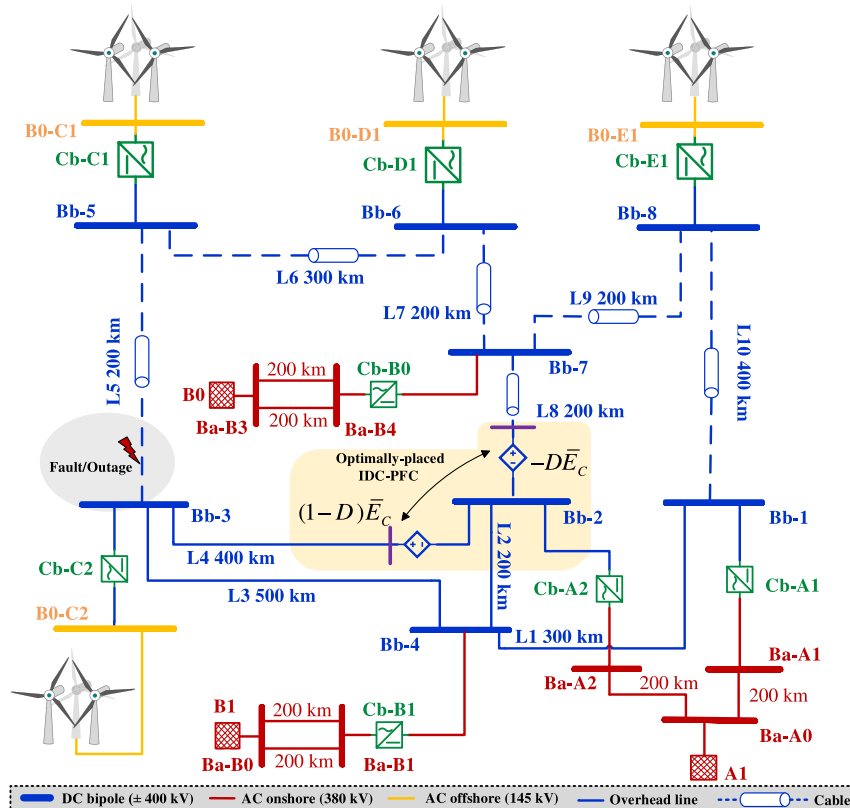 B0-C1
Cb-C1
Bb-5
B0-D1
Cb-D1
Bb-6
B0-E1
Cb-E1
Bb-8
L6 300 km
L7 200 km
L9 200 km
L10 400 km
L5 200 km
Bb-7
200 km
Cb-B0
B0
200 km
Ba-B3
Ba-B4
L8 200 km
Fault/Outage
Optimally-placed
IDC-PFC
−DĒ_C
(1−D)Ē_C
Bb-3
Bb-2
Bb-1
L4 400 km
L2 200 km
Cb-C2
L3 500 km
Cb-A2
Cb-A1
B0-C2
Bb-4
L1 300 km
Ba-A2
Ba-A1
200 km
200 km
B1
200 km
Cb-B1
Ba-A0
200 km
Ba-B0
Ba-B1
A1
DC bipole (± 400 kV) AC onshore (380 kV) AC offshore (145 kV) Overhead line Cable